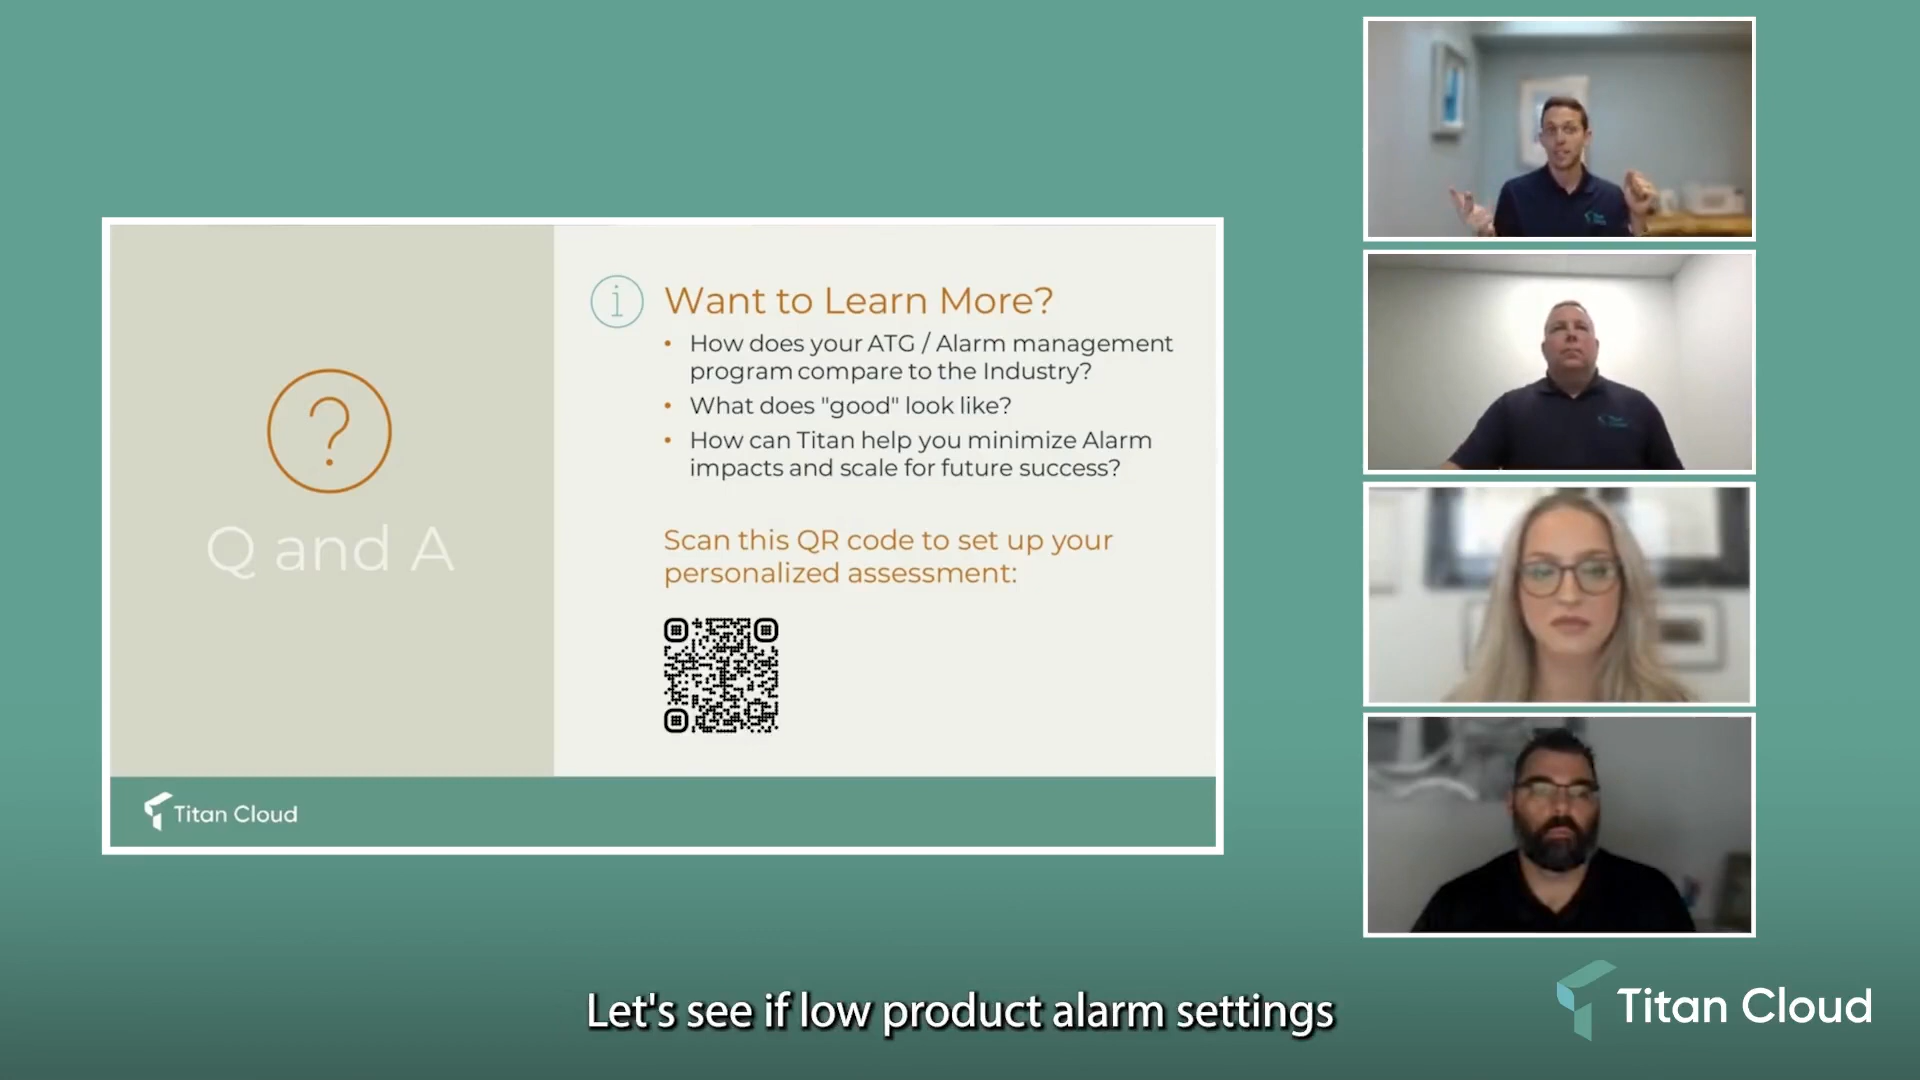 Want to Learn More?
• How does your ATG / Alarm management
program compare to the Industry?
• What does "good" look like?
• How can Titan help you minimize Alarm
impacts and scale for future success?
Scan this QR code to set up your
personalized assessment:
Q and A
Titan Cloud
Let's see if low product alarm settings
Titan Cloud